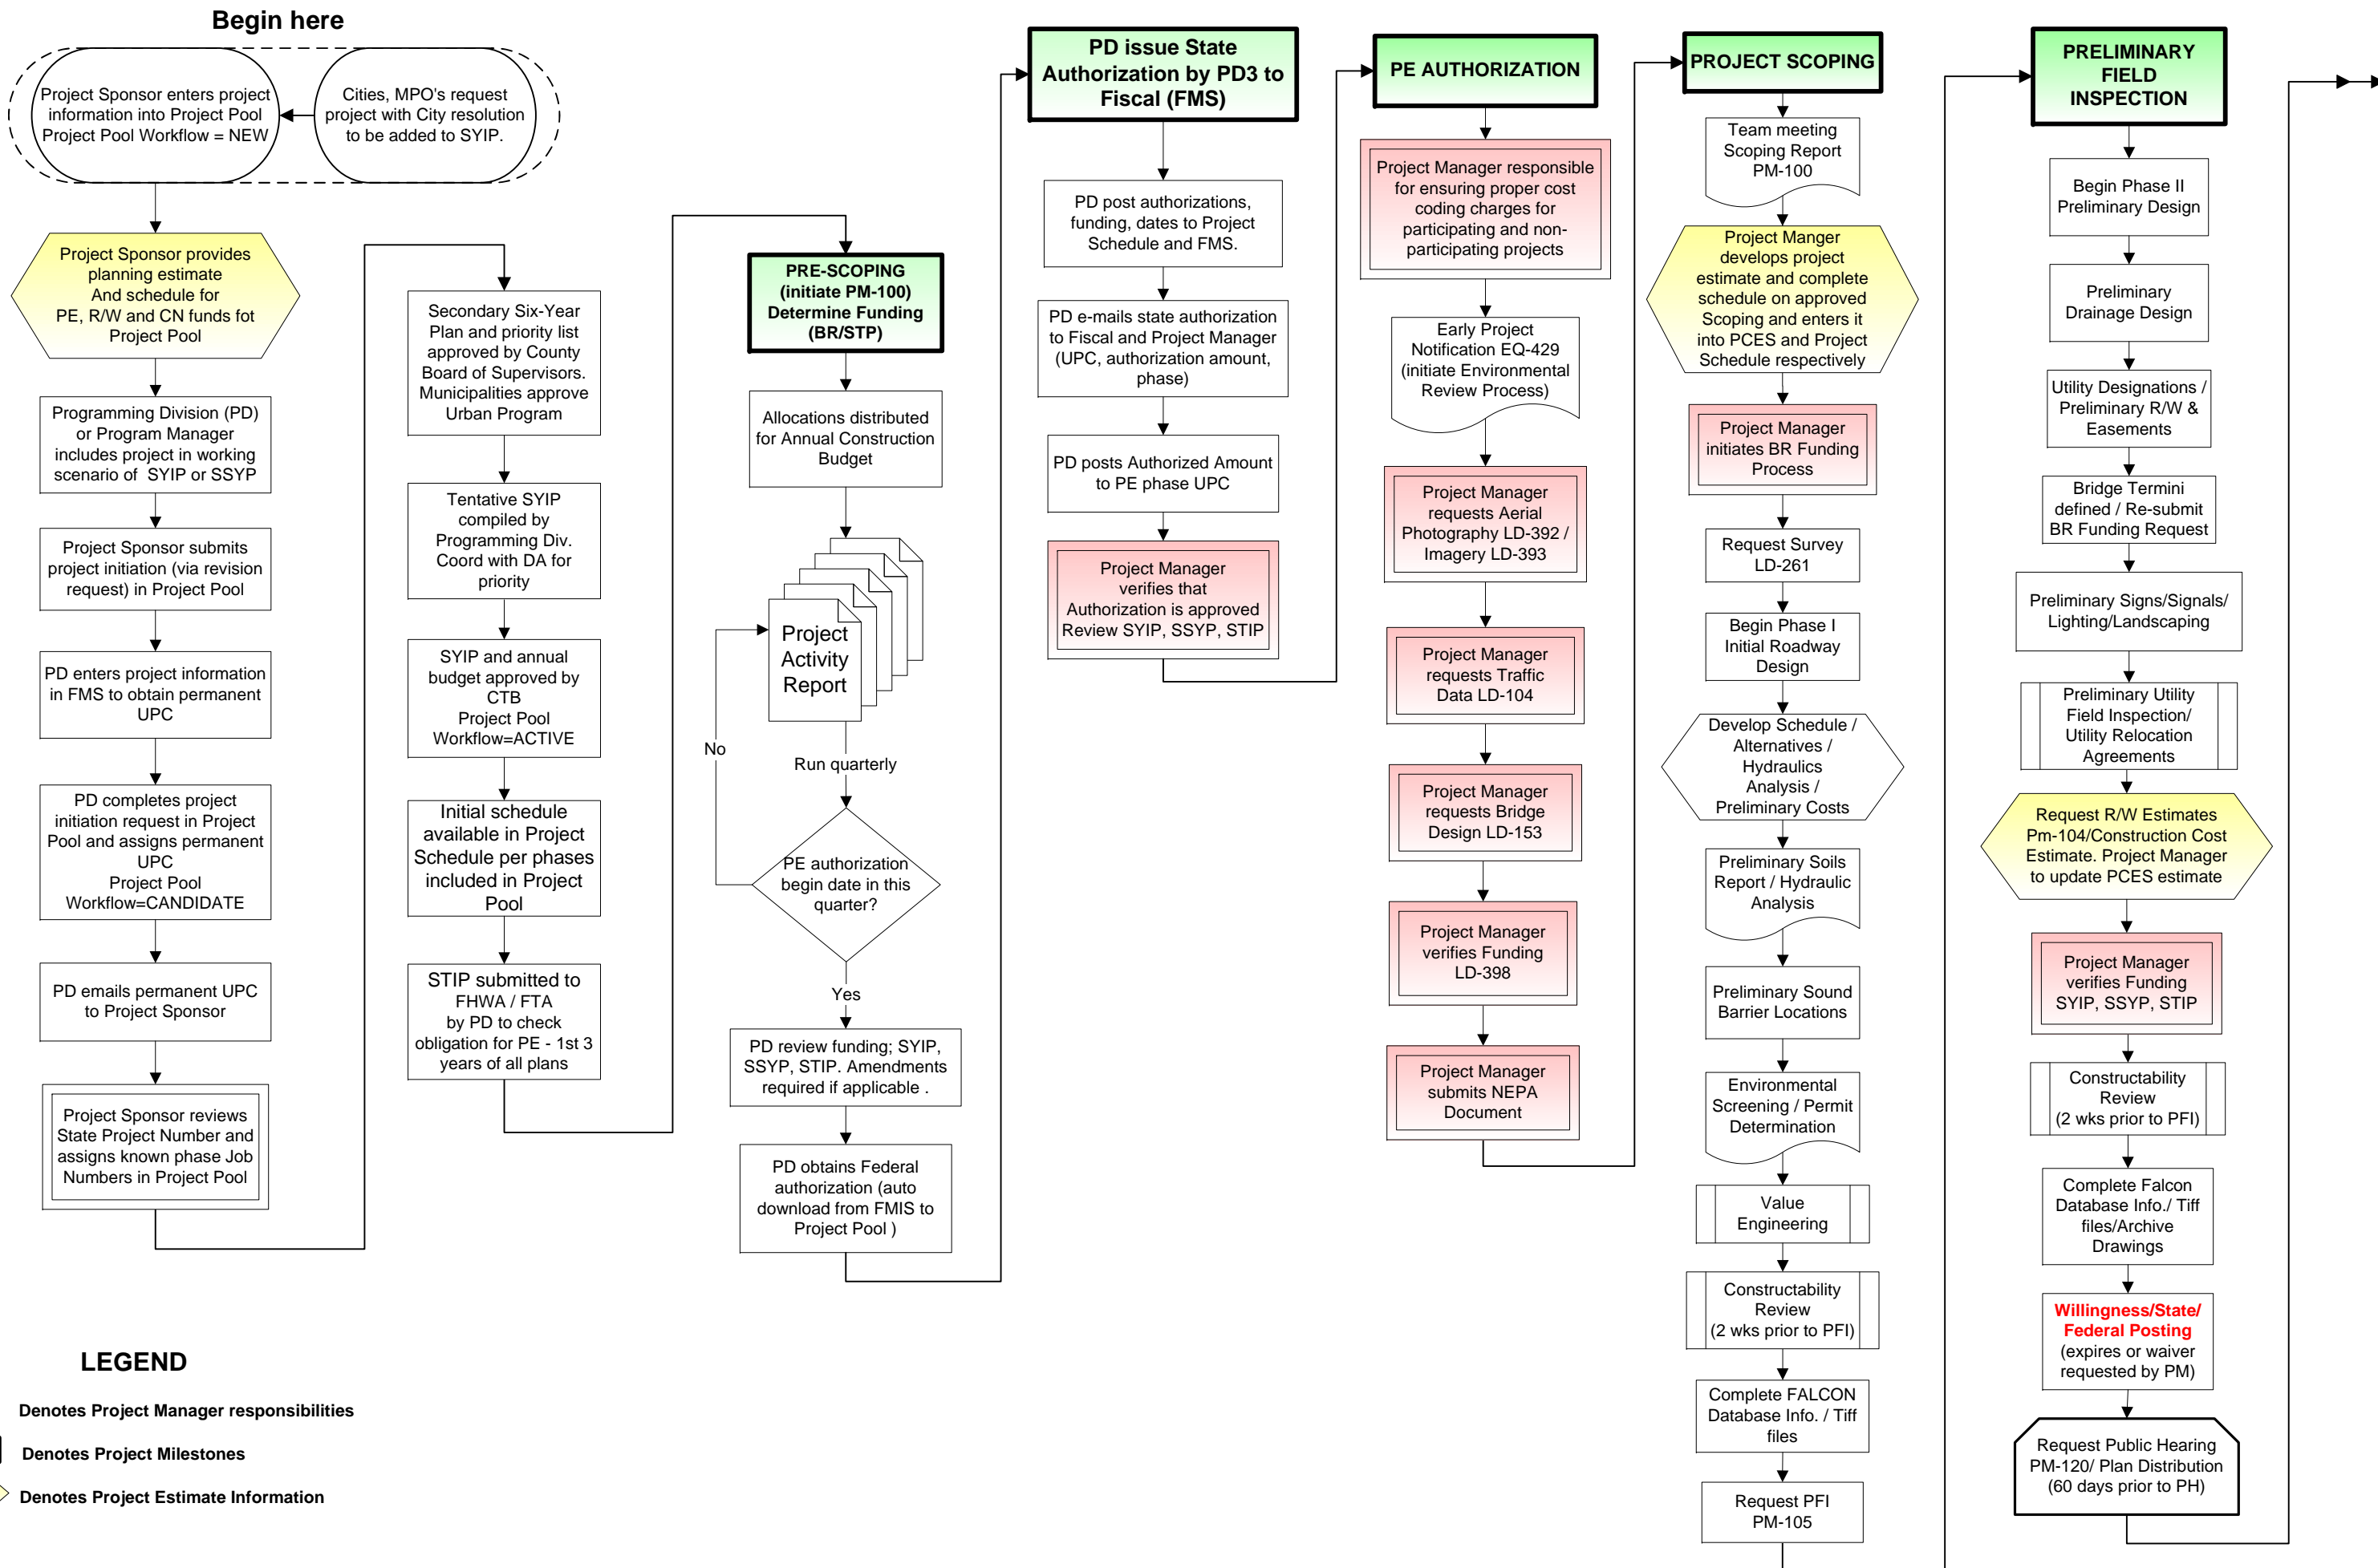 Begin here
Project Sponsor enters project
information into Project Pool
Project Pool Workflow = NEW
Cities, MPO's request
project with City resolution
to be added to SYIP.
Project Sponsor provides
planning estimate
And schedule for
PE, R/W and CN funds fot
Project Pool
Programming Division (PD)
or Program Manager
includes project in working
scenario of SYIP or SSYP
Project Sponsor submits
project initiation (via revision
request) in Project Pool
PD enters project information
in FMS to obtain permanent
UPC
PD completes project
initiation request in Project
Pool and assigns permanent
UPC
Project Pool
Workflow=CANDIDATE
PD emails permanent UPC
to Project Sponsor
Project Sponsor reviews
State Project Number and
assigns known phase Job
Numbers in Project Pool
Secondary Six-Year
Plan and priority list
approved by County
Board of Supervisors.
Municipalities approve
Urban Program
Tentative SYIP
compiled by
Programming Div.
Coord with DA for
priority
SYIP and annual
budget approved by
CTB
Project Pool
Workflow=ACTIVE
Initial schedule
available in Project
Schedule per phases
included in Project
Pool
STIP submitted to
FHWA / FTA
by PD to check
obligation for PE - 1st 3
years of all plans
PRE-SCOPING
(initiate PM-100)
Determine Funding
(BR/STP)
Allocations distributed
for Annual Construction
Budget
Project
Activity
Report
No
Run quarterly
PE authorization
begin date in this
quarter?
Yes
PD review funding; SYIP,
SSYP, STIP. Amendments
required if applicable .
PD obtains Federal
authorization (auto
download from FMIS to
Project Pool )
PD issue State
Authorization by PD3 to
Fiscal (FMS)
PD post authorizations,
funding, dates to Project
Schedule and FMS.
PD e-mails state authorization
to Fiscal and Project Manager
(UPC, authorization amount,
phase)
PD posts Authorized Amount
to PE phase UPC
Project Manager
verifies that
Authorization is approved
Review SYIP, SSYP, STIP
PE AUTHORIZATION
Project Manager responsible
for ensuring proper cost
coding charges for
participating and non-
participating projects
Early Project
Notification EQ-429
(initiate Environmental
Review Process)
Project Manager
requests Aerial
Photography LD-392 /
Imagery LD-393
Project Manager
requests Traffic
Data LD-104
Project Manager
requests Bridge
Design LD-153
Project Manager
verifies Funding
LD-398
Project Manager
submits NEPA
Document
PROJECT SCOPING
Team meeting
Scoping Report
PM-100
Project Manger
develops project
estimate and complete
schedule on approved
Scoping and enters it
into PCES and Project
Schedule respectively
Project Manager
initiates BR Funding
Process
Request Survey
LD-261
Begin Phase I
Initial Roadway
Design
Develop Schedule /
Alternatives /
Hydraulics
Analysis /
Preliminary Costs
Preliminary Soils
Report / Hydraulic
Analysis
Preliminary Sound
Barrier Locations
Environmental
Screening / Permit
Determination
Value
Engineering
Constructability
Review
(2 wks prior to PFI)
Complete FALCON
Database Info. / Tiff
files
Request PFI
PM-105
PRELIMINARY
FIELD
INSPECTION
Begin Phase II
Preliminary Design
Preliminary
Drainage Design
Utility Designations /
Preliminary R/W &
Easements
Bridge Termini
defined / Re-submit
BR Funding Request
Preliminary Signs/Signals/
Lighting/Landscaping
Preliminary Utility
Field Inspection/
Utility Relocation
Agreements
Request R/W Estimates
Pm-104/Construction Cost
Estimate. Project Manager
to update PCES estimate
Project Manager
verifies Funding
SYIP, SSYP, STIP
Constructability
Review
(2 wks prior to PFI)
Complete Falcon
Database Info./ Tiff
files/Archive
Drawings
Willingness/State/
Federal Posting
(expires or waiver
requested by PM)
Request Public Hearing
PM-120/ Plan Distribution
(60 days prior to PH)
LEGEND
Denotes Project Manager responsibilities
Denotes Project Milestones
Denotes Project Estimate Information